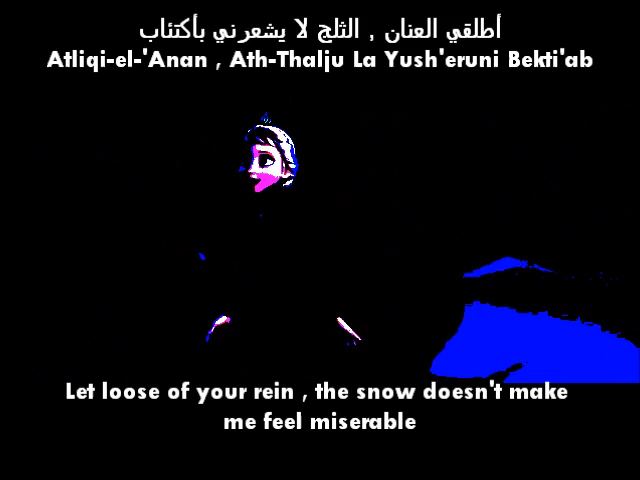 أطلقي العنان , الثلج لا يشعرني بأكتئاب
Atliqi-el-'Anan , Ath-Thalju La Yush'eruni Bekti'ab
Let loose of your rein , the snow doesn't make
me feel miserable